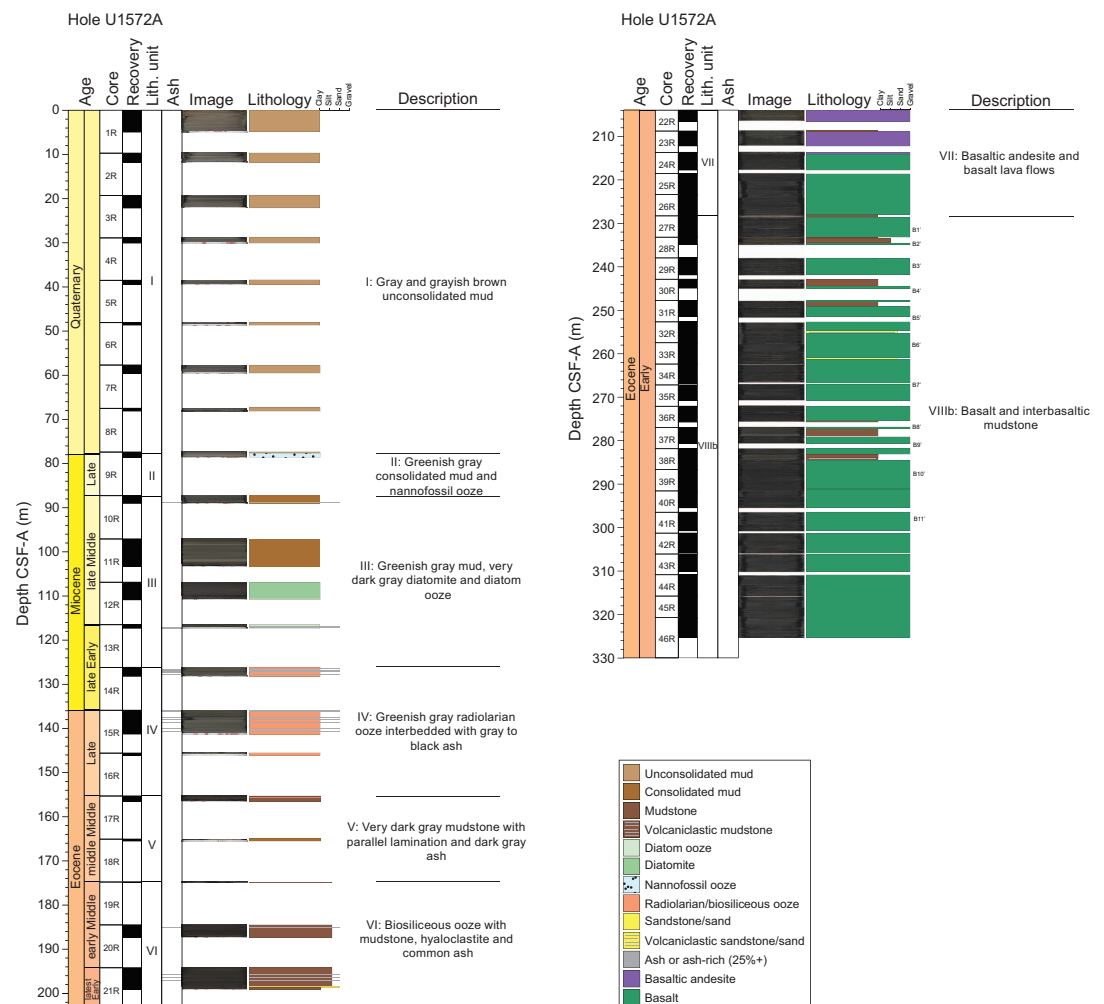 Hole U1572A
Age
Core
Recovery
Lith. unit
Ash
Image
Lithology
Clay
Silt
Sand
Gravel
Description
Depth CSF-A (m)
0
10
20
30
40
50
60
70
80
90
100
110
120
130
140
150
160
170
180
190
200
Quaternary
Miocene
Eocene
Late
late Middle
late Early
Late
middle Middle
early Middle
latest
Early
1R
2R
3R
4R
5R
6R
7R
8R
9R
10R
11R
12R
13R
14R
15R
16R
17R
18R
19R
20R
21R
I
II
III
IV
V
VI
I: Gray and grayish brown
unconsolidated mud
II: Greenish gray
consolidated mud and
nannofossil ooze
III: Greenish gray mud, very
dark gray diatomite and diatom
ooze
IV: Greenish gray radiolarian
ooze interbedded with gray to
black ash
V: Very dark gray mudstone with
parallel lamination and dark gray
ash
VI: Biosiliceous ooze with
mudstone, hyaloclastite and
common ash
Hole U1572A
Age
Core
Recovery
Lith. unit
Ash
Image
Lithology
Clay
Silt
Sand
Gravel
Description
Depth CSF-A (m)
210
220
230
240
250
260
270
280
290
300
310
320
330
Eocene
Early
22R
23R
24R
25R
26R
27R
28R
29R
30R
31R
32R
33R
34R
35R
36R
37R
38R
39R
40R
41R
42R
43R
44R
45R
46R
VII
VIIIb
B1'
B2'
B3'
B4'
B5'
B6'
B7'
B8'
B9'
B10'
B11'
VII: Basaltic andesite and
basalt lava flows
VIIIb: Basalt and interbasaltic
mudstone
Unconsolidated mud
Consolidated mud
Mudstone
Volcaniclastic mudstone
Diatom ooze
Diatomite
Nannofossil ooze
Radiolarian/biosiliceous ooze
Sandstone/sand
Volcaniclastic sandstone/sand
Ash or ash-rich (25%+)
Basaltic andesite
Basalt